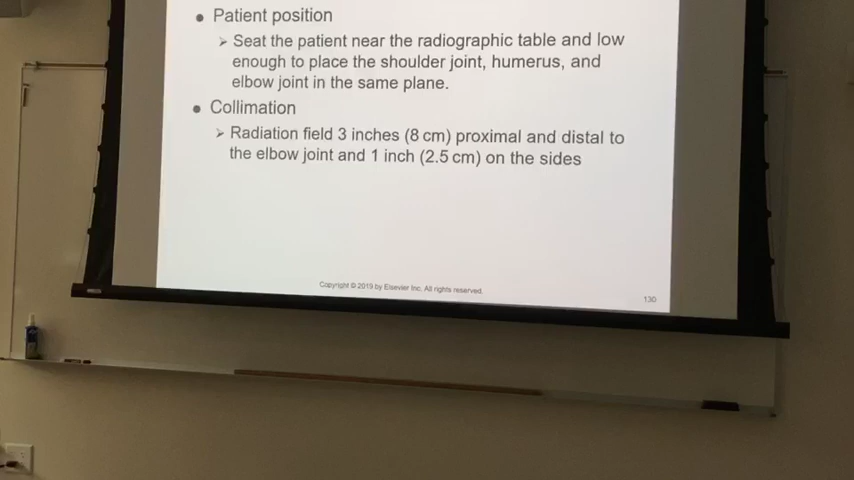 ● Patient position
➢ Seat the patient near the radiographic table and low
enough to place the shoulder joint, humerus, and
elbow joint in the same plane.
● Collimation
➢ Radiation field 3 inches (8 cm) proximal and distal to
the elbow joint and 1 inch (2.5 cm) on the sides
Copyright © 2019 by Elsevier Inc. All rights reserved.
130